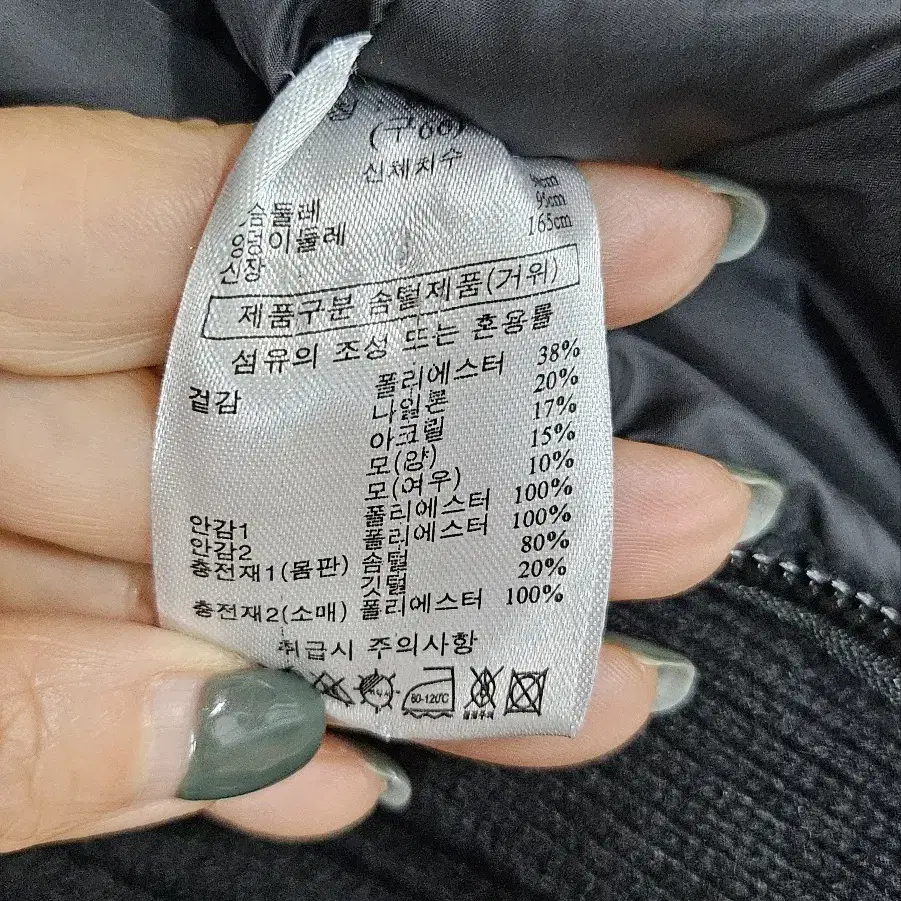 (구66)
신체치수
솜둘레
엉덩이둘레 95cm
신장 165cm
제품구분 솜털제품(거위)
섬유의 조성 또는 혼용률
겉감 폴리에스터 38%
나일론 20%
아크릴 17%
모(양) 15%
모(여우) 10%
안감1 폴리에스터 100%
안감2 폴리에스터 100%
충전재1(몸판) 솜털 80%
깃털 20%
충전재2(소매) 폴리에스터 100%
취급시 주의사항
80-120℃